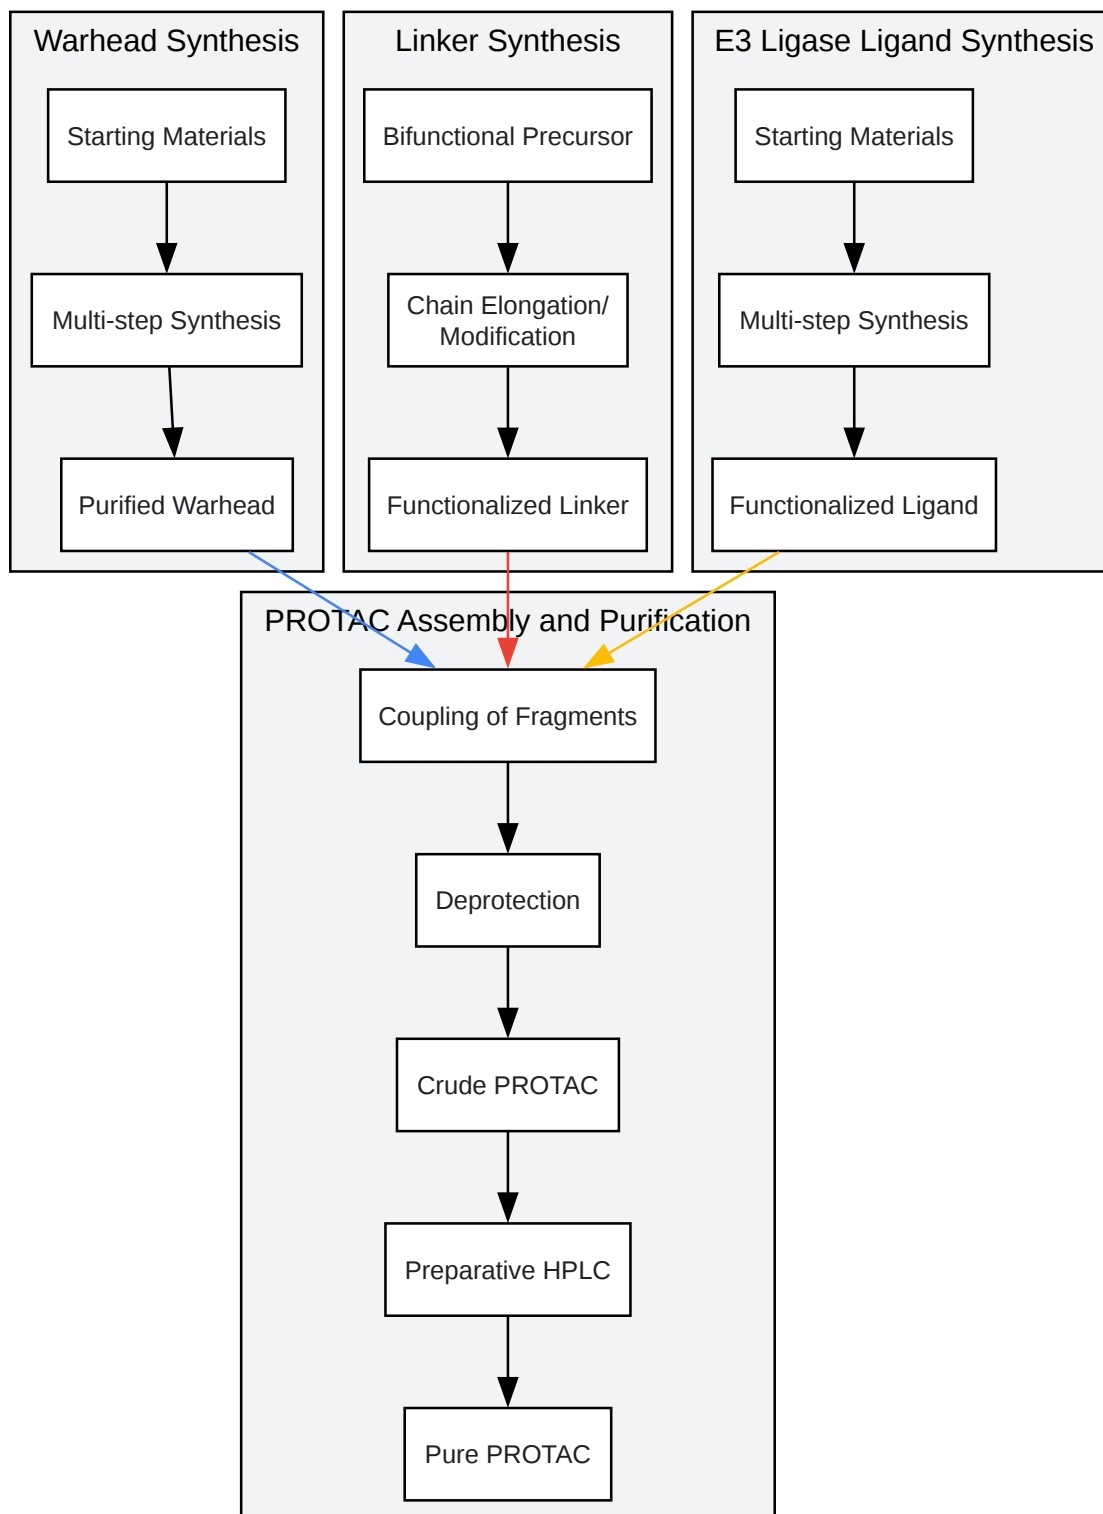 Warhead Synthesis
Starting Materials
Multi-step Synthesis
Purified Warhead
Linker Synthesis
Bifunctional Precursor
Chain Elongation/
Modification
Functionalized Linker
E3 Ligase Ligand Synthesis
Starting Materials
Multi-step Synthesis
Functionalized Ligand
PROTAC Assembly and Purification
Coupling of Fragments
Deprotection
Crude PROTAC
Preparative HPLC
Pure PROTAC